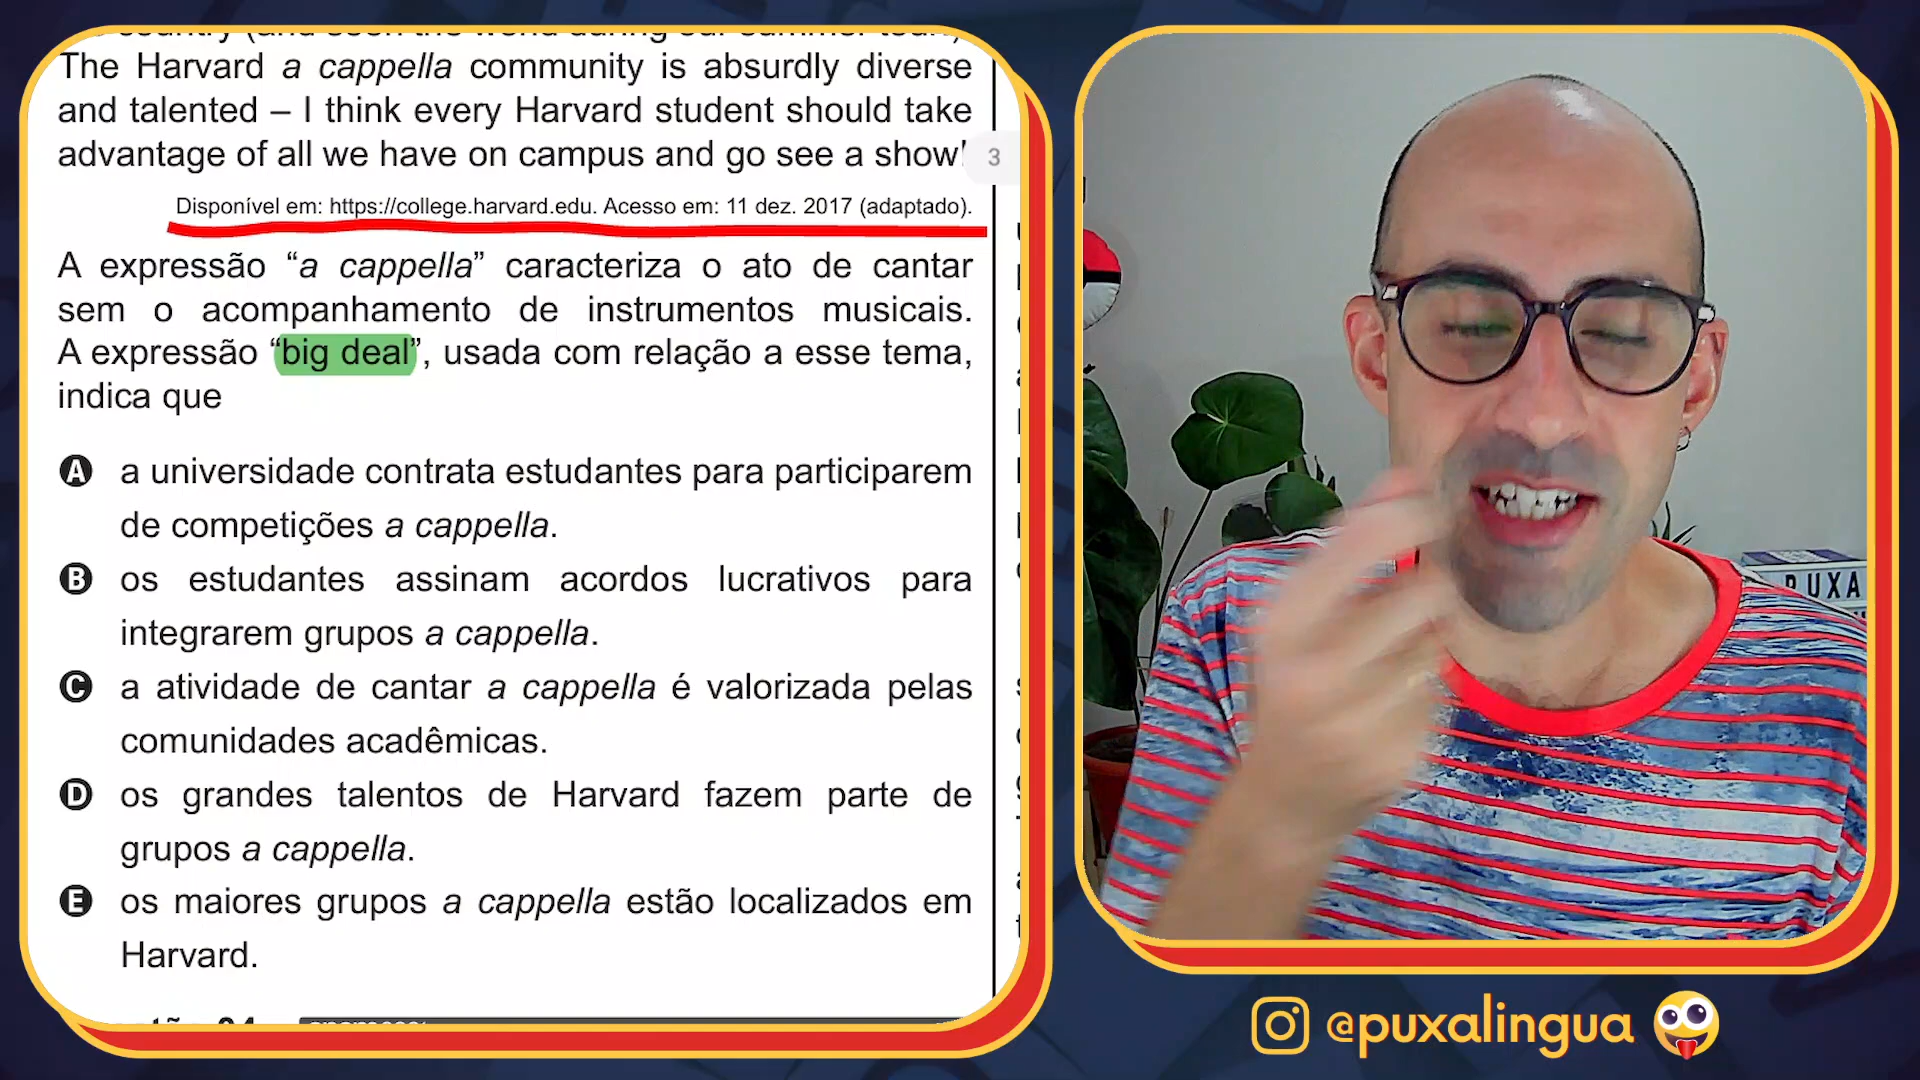 The Harvard a cappella community is absurdly diverse
and talented – I think every Harvard student should take
advantage of all we have on campus and go see a show!
3
Disponível em: https://college.harvard.edu. Acesso em: 11 dez. 2017 (adaptado).
A expressão “a cappella” caracteriza o ato de cantar
sem o acompanhamento de instrumentos musicais.
A expressão “big deal”, usada com relação a esse tema,
indica que
A a universidade contrata estudantes para participarem
de competições a cappella.
B os estudantes assinam acordos lucrativos para
integrarem grupos a cappella.
C a atividade de cantar a cappella é valorizada pelas
comunidades acadêmicas.
D os grandes talentos de Harvard fazem parte de
grupos a cappella.
E os maiores grupos a cappella estão localizados em
Harvard.
PUXA
@puxalingua